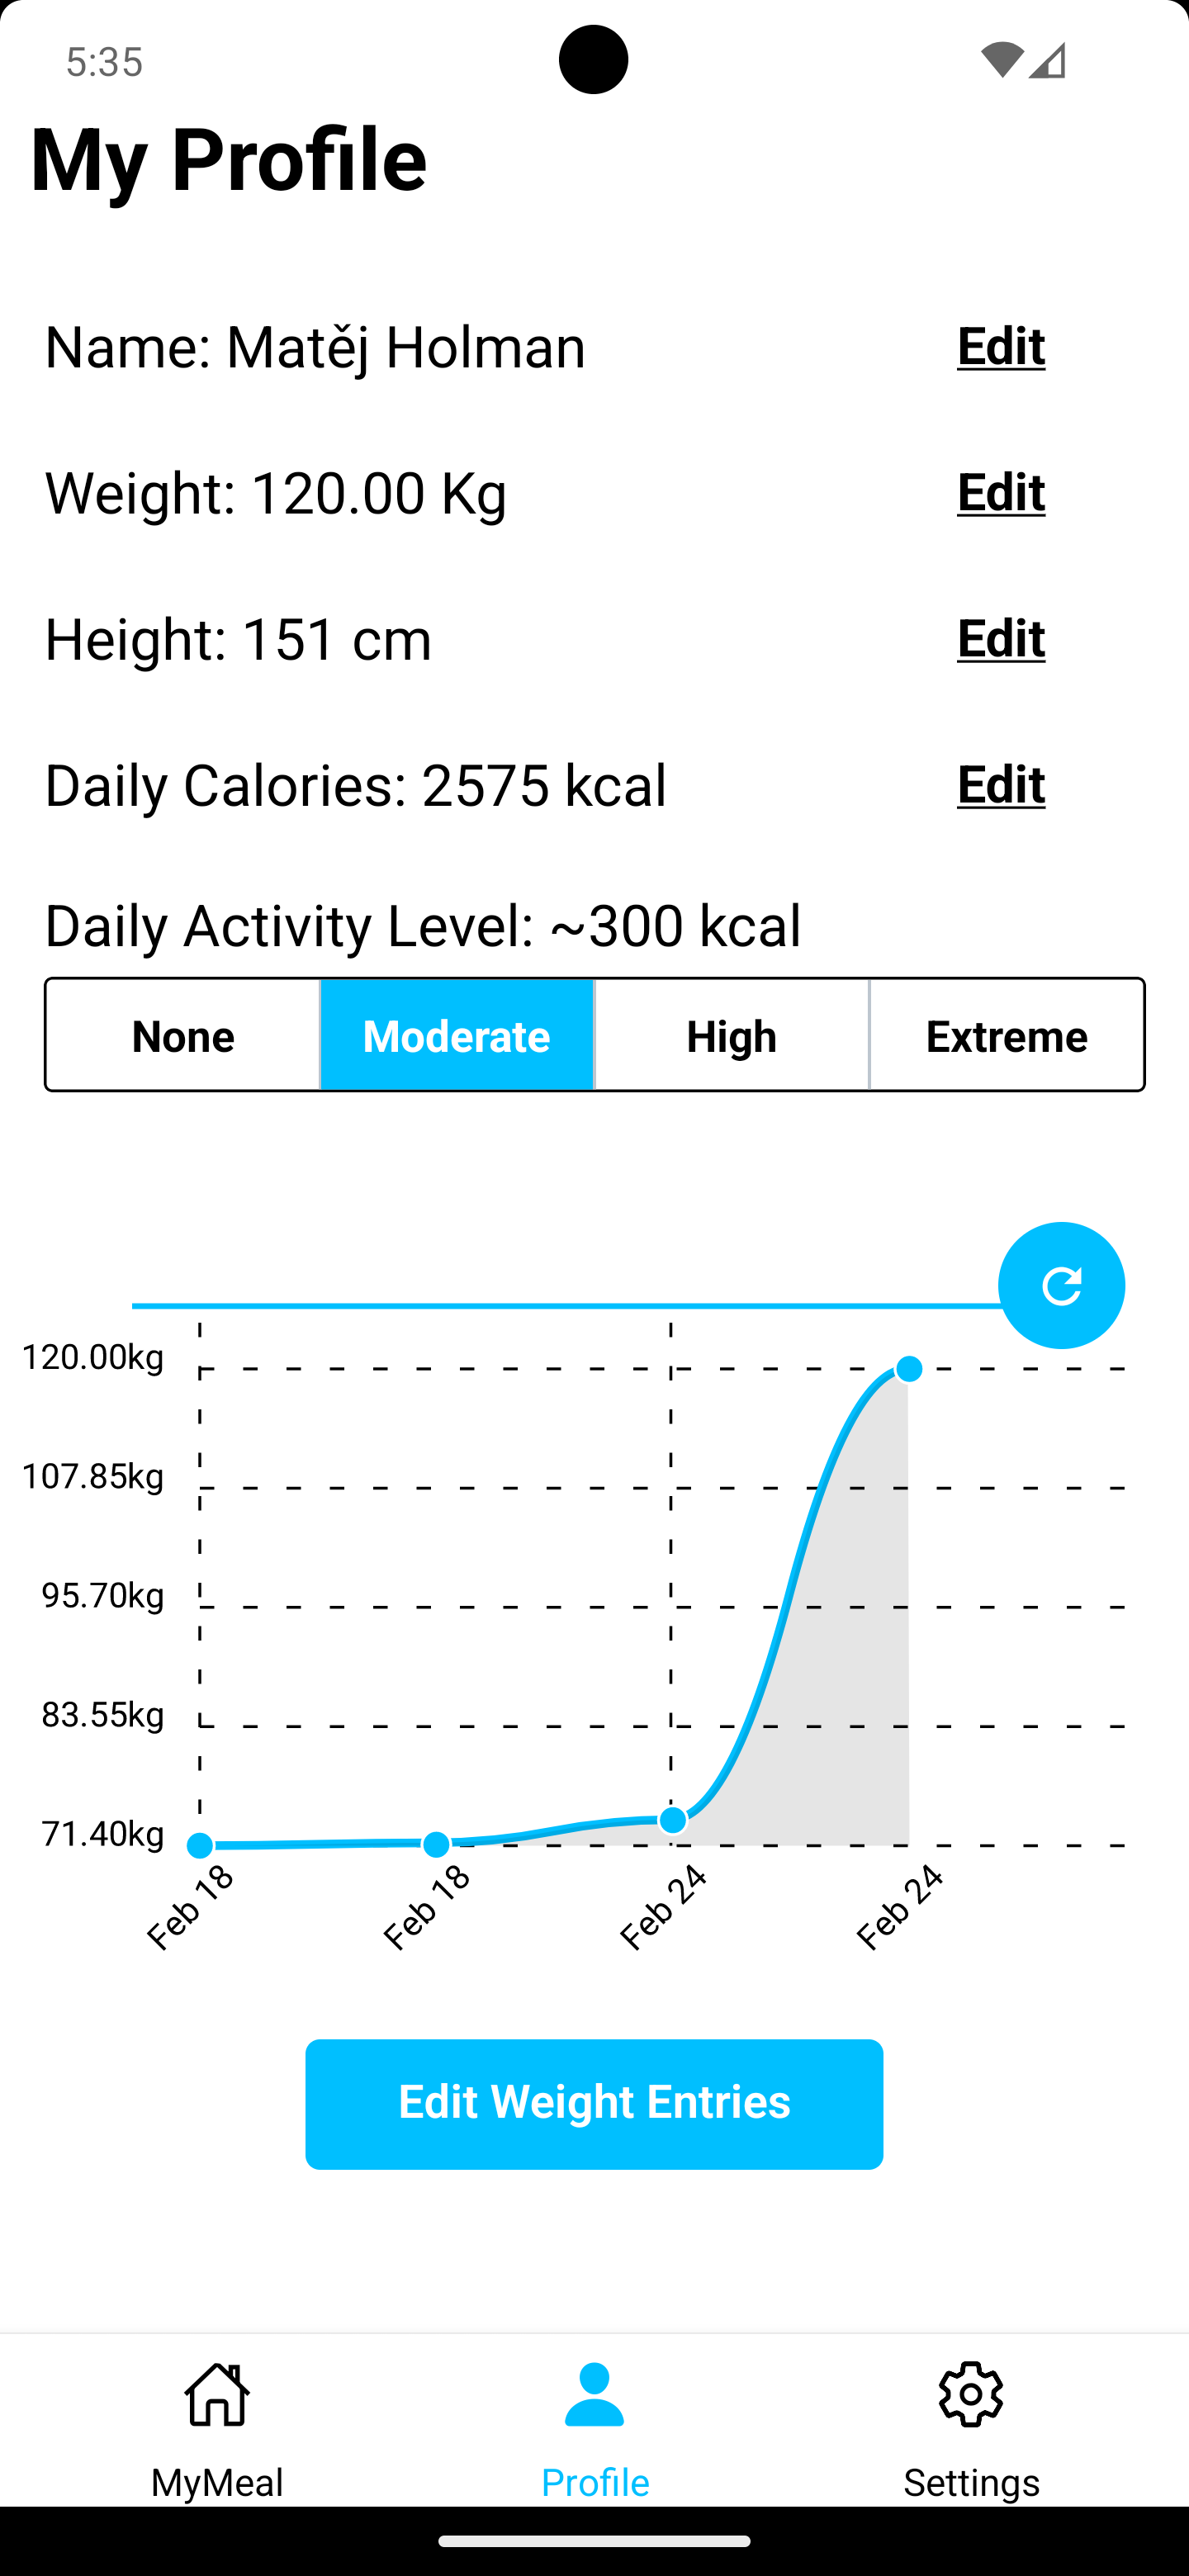 5:35
My Profile
Name: Matěj Holman
Edit
Weight: 120.00 Kg
Edit
Height: 151 cm
Edit
Daily Calories: 2575 kcal
Edit
Daily Activity Level: ~300 kcal
None
Moderate
High
Extreme
120.00kg
107.85kg
95.70kg
83.55kg
71.40kg
Feb 18
Feb 18
Feb 24
Feb 24
Edit Weight Entries
MyMeal
Profile
Settings